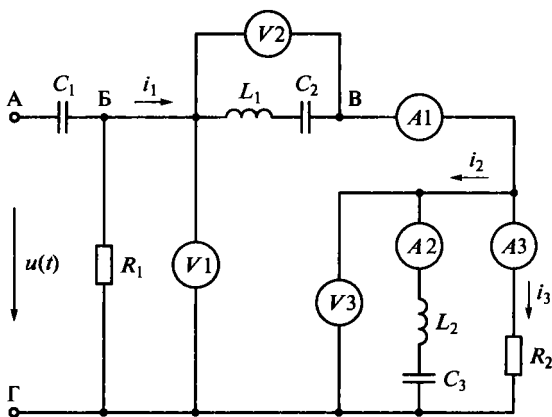 V2
А C₁ Б i₁ L₁ C₂ В A1
i₂
u(t) R₁ V1 V3 A2 A3
L₂ i₃
C₃ R₂
Г